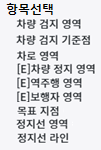 항목선택
차량 검지 영역
차량 검지 기준점
차로 영역
[E]차량 정지 영역
[E]역주행 영역
[E]보행자 영역
목표 지점
정지선 영역
정지선 라인